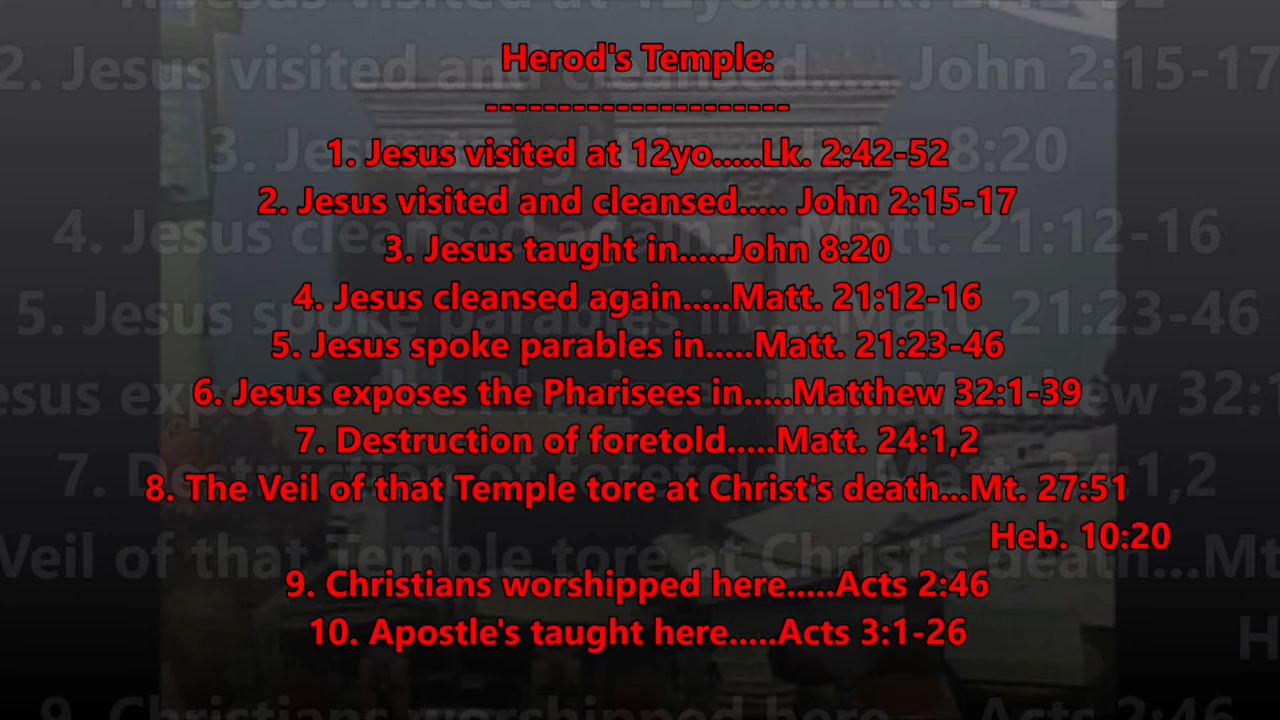 Herod's Temple:
---------------------
1. Jesus visited at 12yo.....Lk. 2:42-52
2. Jesus visited and cleansed..... John 2:15-17
3. Jesus taught in.....John 8:20
4. Jesus cleansed again.....Matt. 21:12-16
5. Jesus spoke parables in.....Matt. 21:23-46
6. Jesus exposes the Pharisees in.....Matthew 32:1-39
7. Destruction of foretold.....Matt. 24:1,2
8. The Veil of that Temple tore at Christ's death...Mt. 27:51
Heb. 10:20
9. Christians worshipped here.....Acts 2:46
10. Apostle's taught here.....Acts 3:1-26